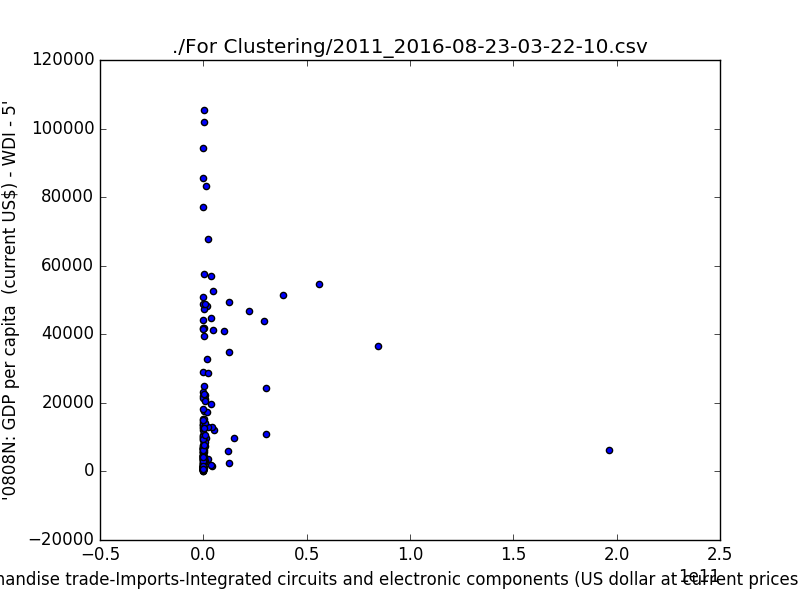 ./For Clustering/2011_2016-08-23-03-22-10.csv
120000
100000
80000
60000
40000
20000
0
−20000
'0808N: GDP per capita  (current US$) - WDI - 5'
−0.5 0.0 0.5 1.0 1.5 2.0 2.5
1e11
handise trade-Imports-Integrated circuits and electronic components (US dollar at current prices